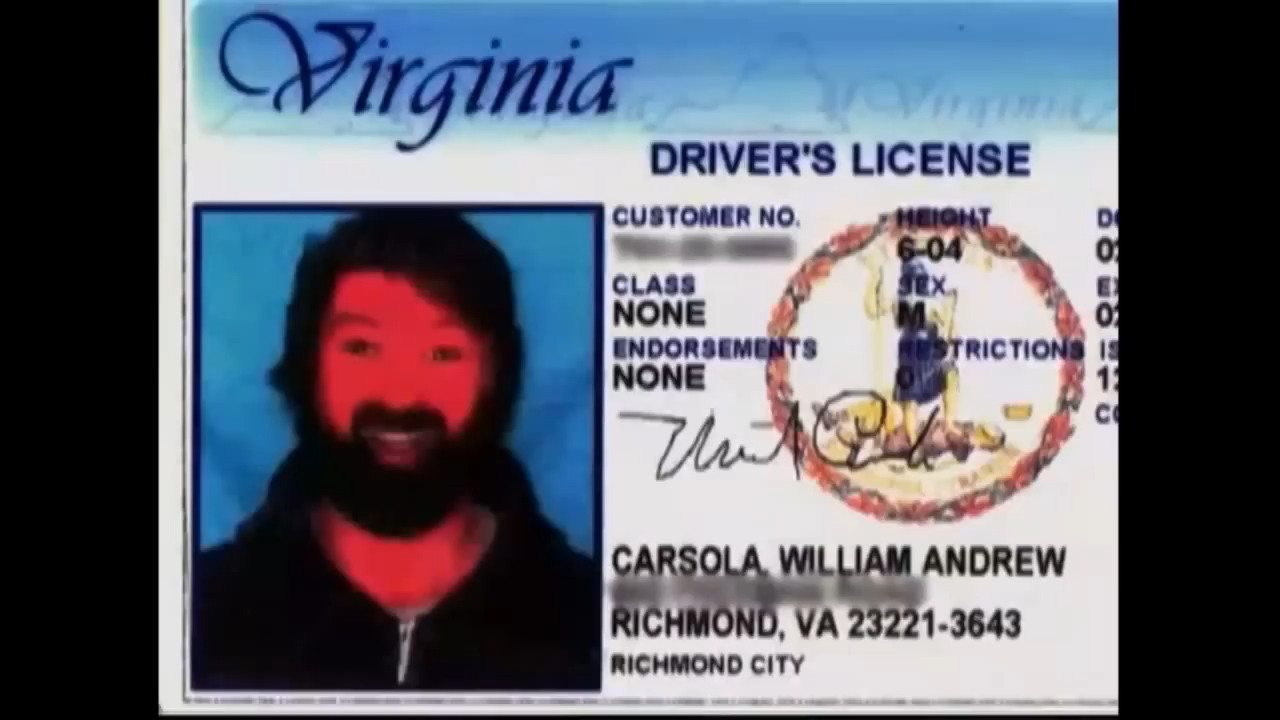 Virginia
DRIVER'S LICENSE
CUSTOMER NO. HEIGHT
6-04
CLASS SEX
NONE M
ENDORSEMENTS RESTRICTIONS
NONE 0
CARSOLA, WILLIAM ANDREW
RICHMOND, VA 23221-3643
RICHMOND CITY